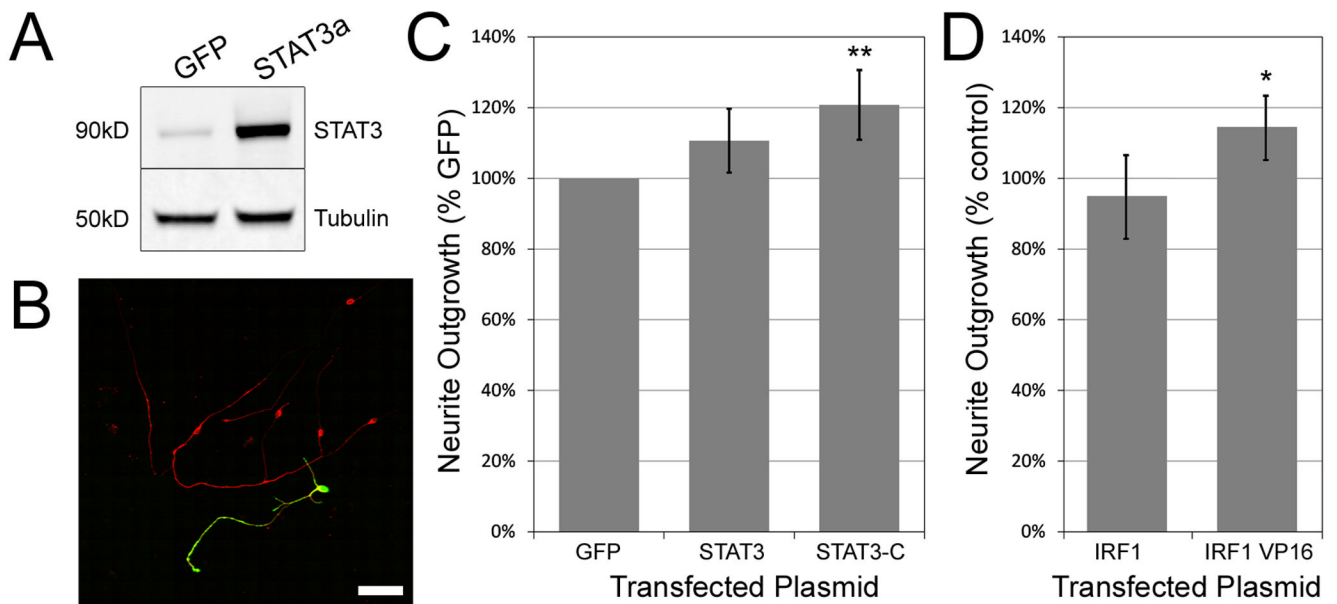 A
GFP
STAT3a
90kD
STAT3
50kD
Tubulin
B
C
Neurite Outgrowth (% GFP)
140%
120%
100%
80%
60%
40%
20%
0%
**
GFP
STAT3
STAT3-C
Transfected Plasmid
D
Neurite Outgrowth (% control)
140%
120%
100%
80%
60%
40%
20%
0%
*
IRF1
IRF1 VP16
Transfected Plasmid